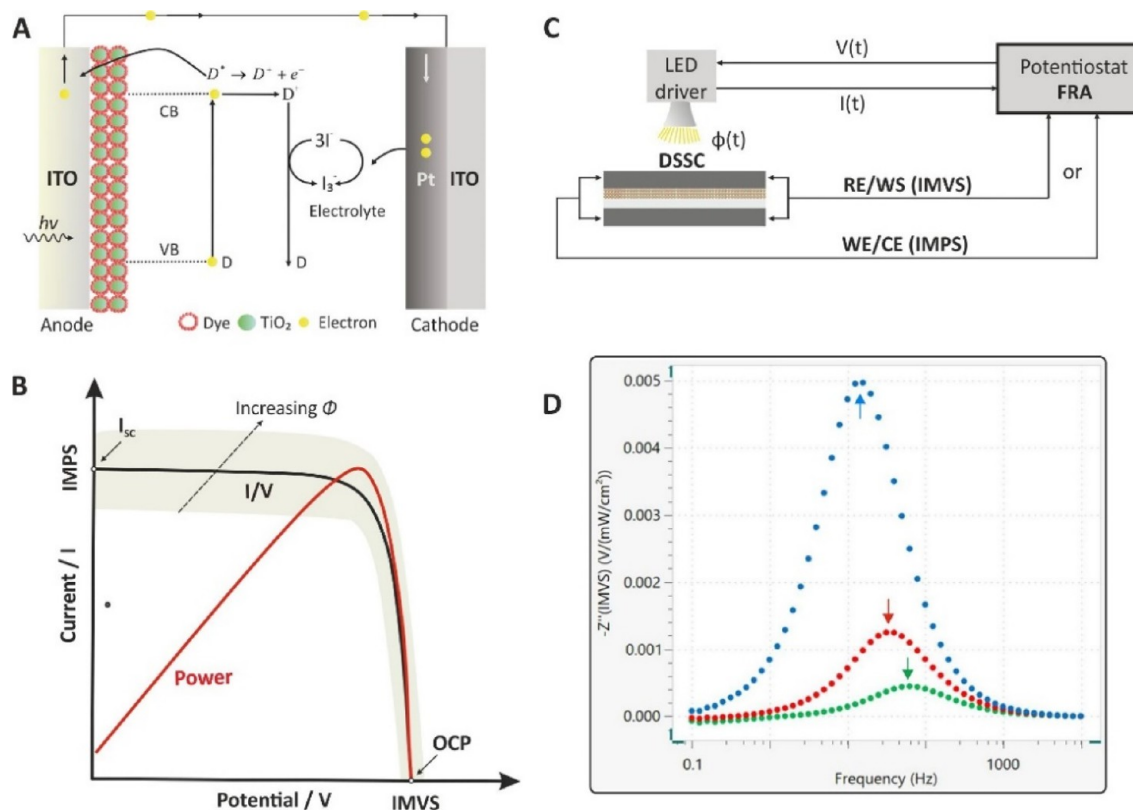 A
D* → D⁺ + e⁻
CB
D⁺
ITO
3I⁻
I₃⁻
Pt
ITO
Electrolyte
hν
VB
D
D
Anode
Dye
TiO₂
Electron
Cathode
B
Increasing Φ
Isc
IMPS
I/V
Current / I
Power
OCP
Potential / V
IMVS
C
V(t)
LED
driver
I(t)
Potentiostat
FRA
ϕ(t)
DSSC
RE/WS (IMVS)
or
WE/CE (IMPS)
D
0.005
0.004
0.003
0.002
0.001
0.000
-Z''(IMVS) (V/(mW/cm²))
0.1
1000
Frequency (Hz)